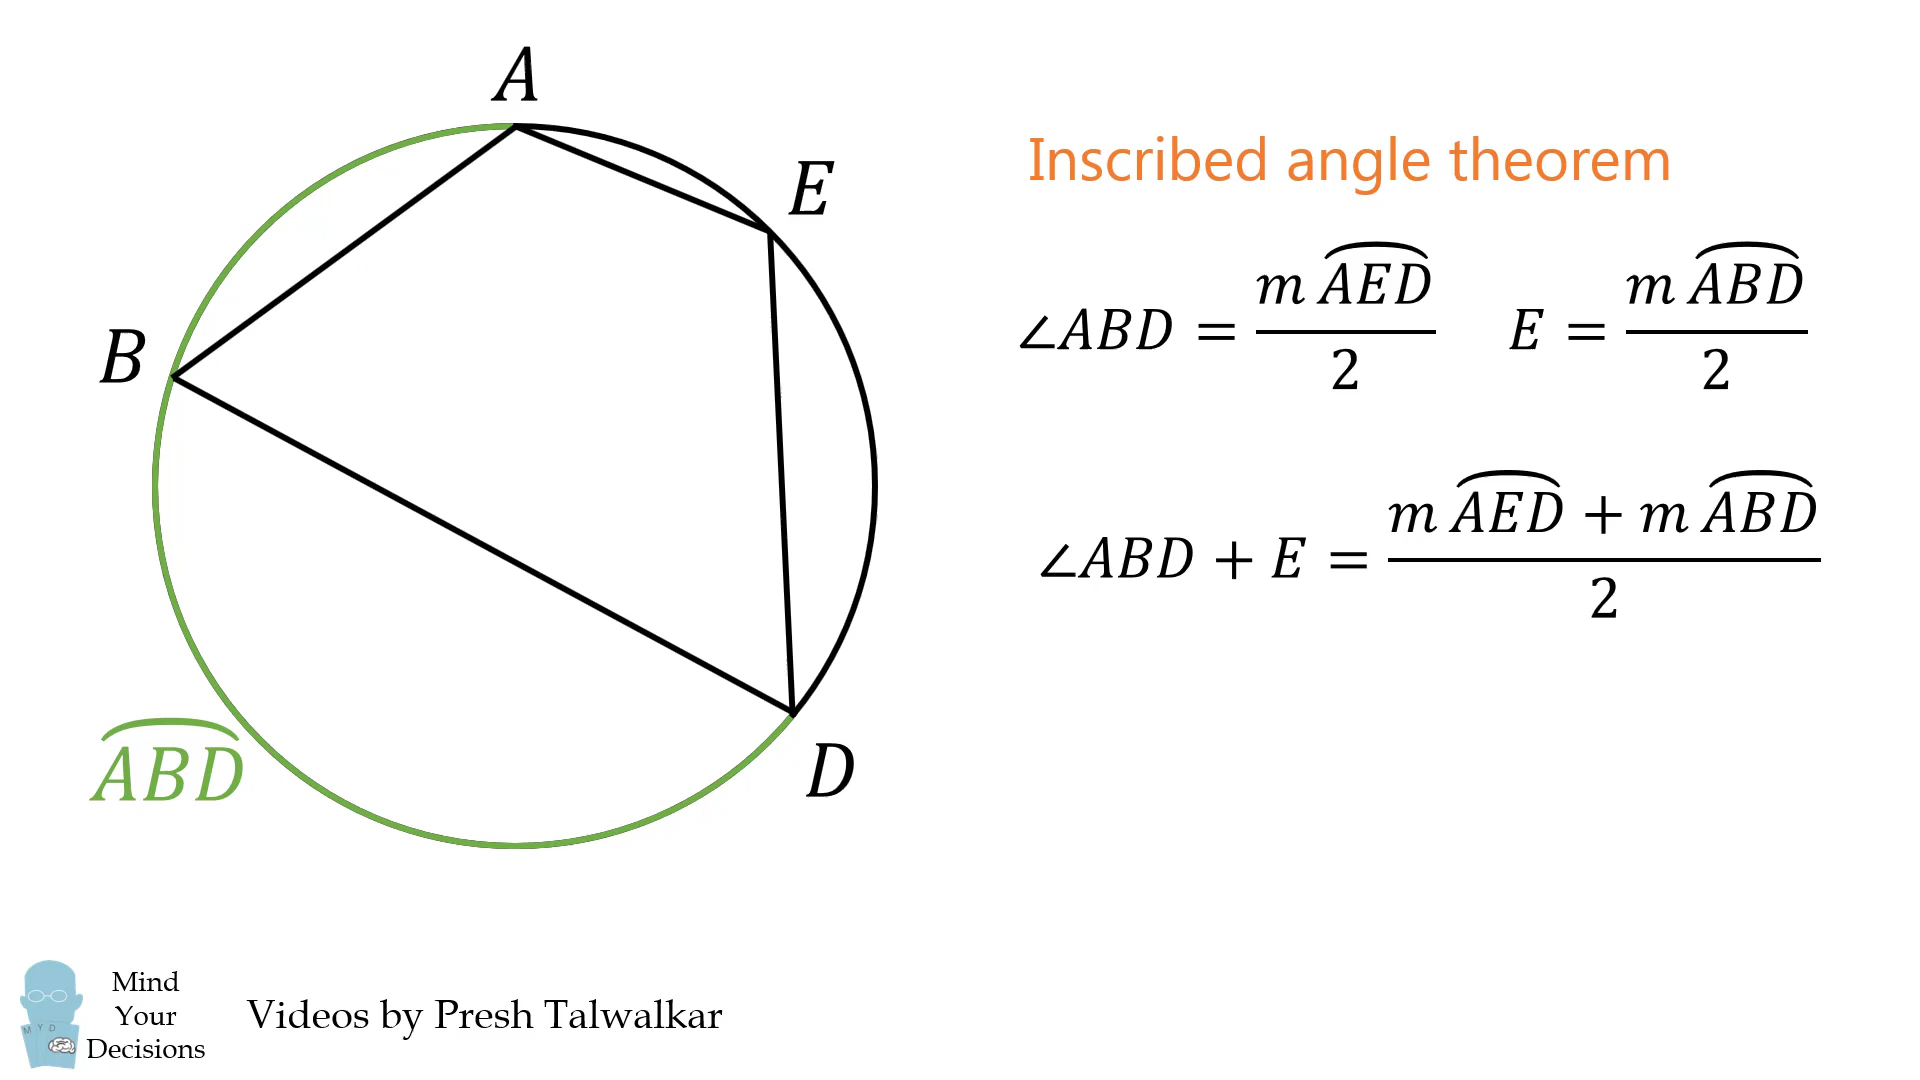 A
E
B
D
ABD
Inscribed angle theorem
∠ABD = m AED / 2    E = m ABD / 2
∠ABD + E = m AED + m ABD / 2
M Y D
Mind
Your
Decisions
Videos by Presh Talwalkar